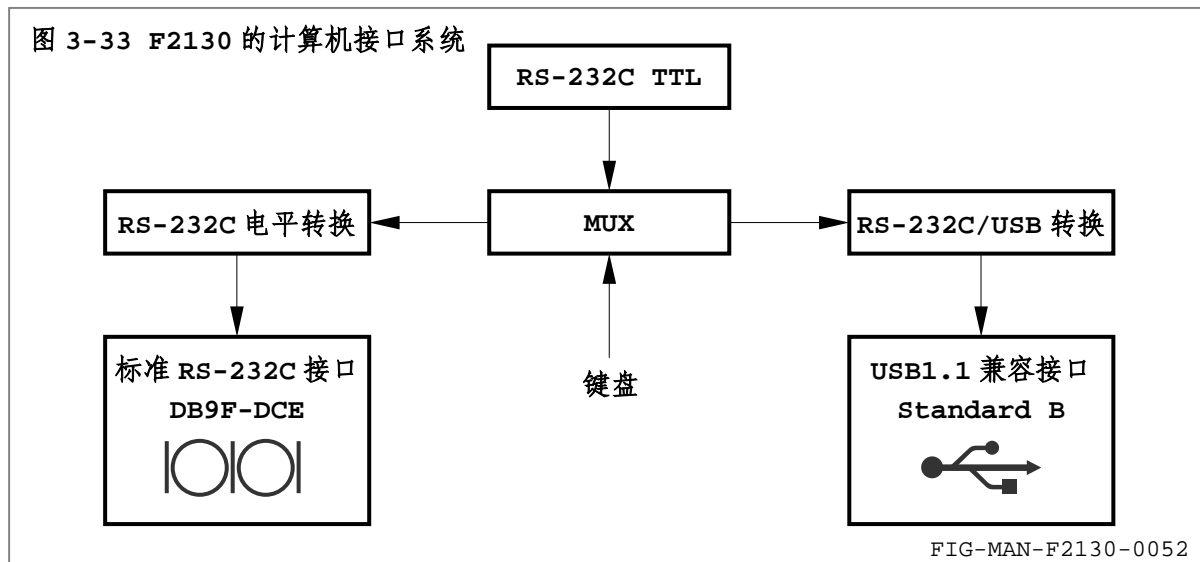 图 3-33 F2130 的计算机接口系统
RS-232C TTL
RS-232C 电平转换
MUX
RS-232C/USB 转换
标准 RS-232C 接口
DB9F-DCE
键盘
USB1.1 兼容接口
Standard B
FIG-MAN-F2130-0052